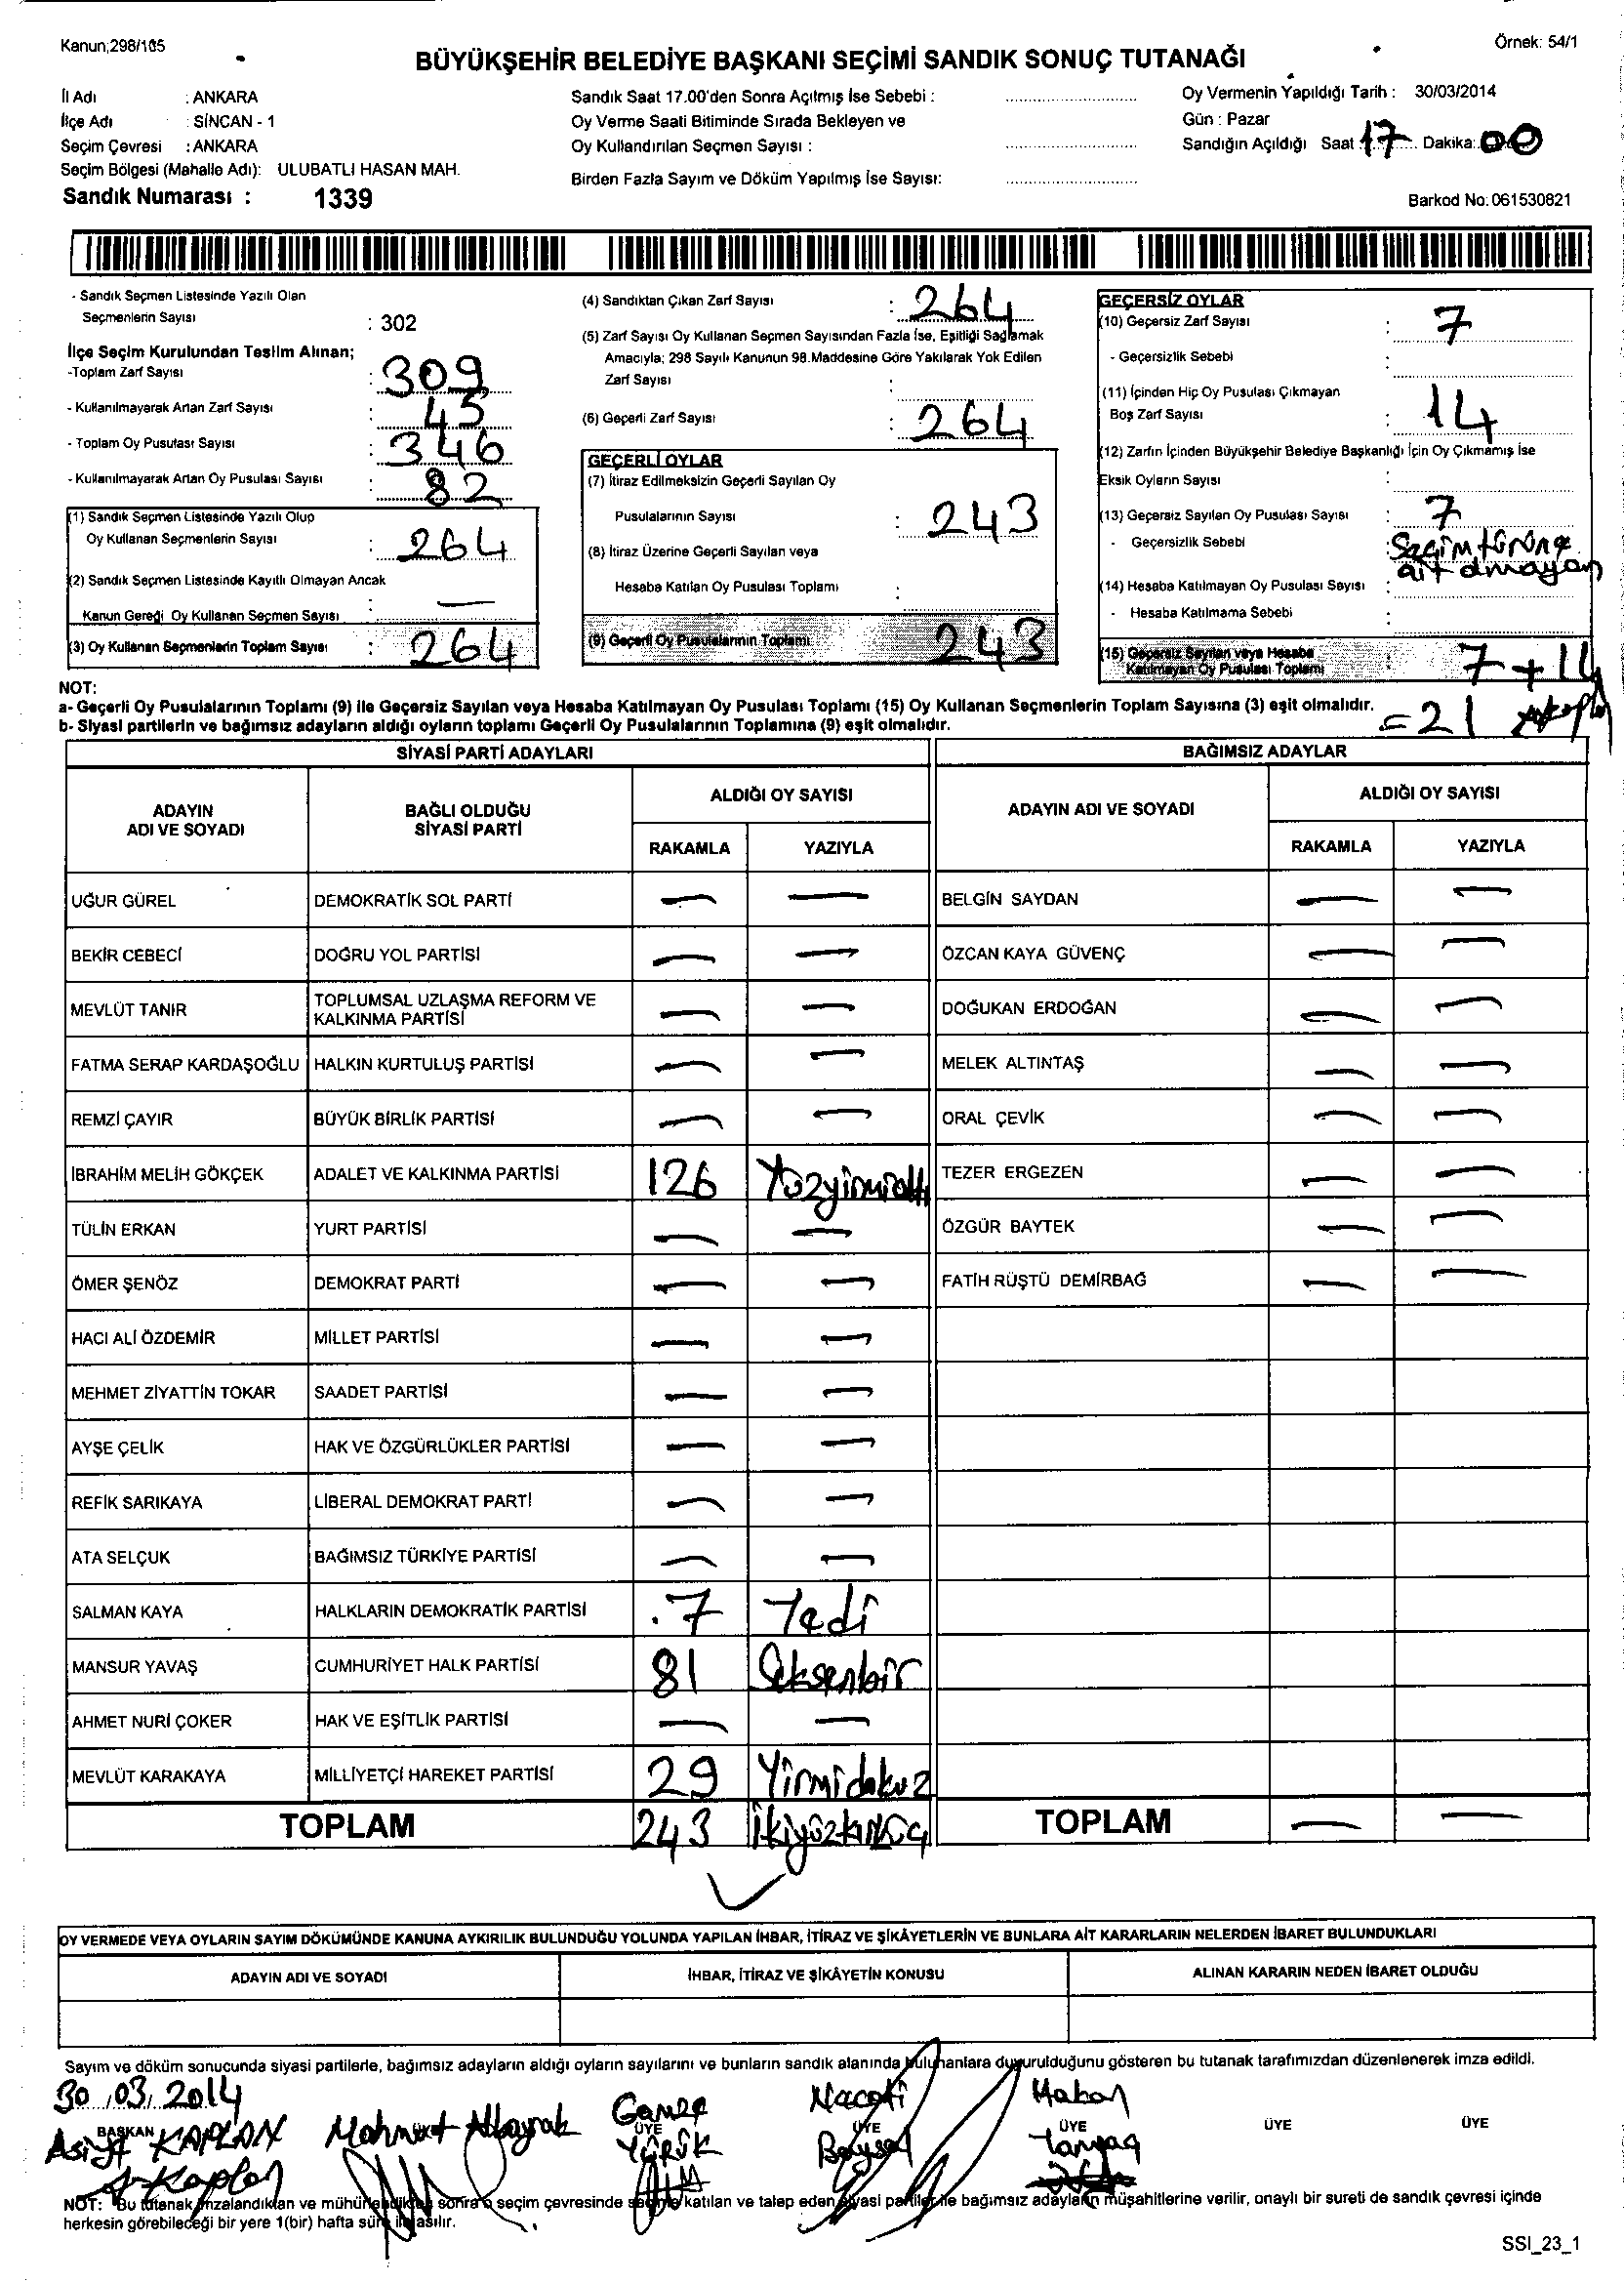 Kanun;298/165
Örnek: 54/1
BÜYÜKŞEHİR BELEDİYE BAŞKANI SEÇİMİ SANDIK SONUÇ TUTANAĞI
İl Adı : ANKARA
İlçe Adı : SİNCAN - 1
Seçim Çevresi : ANKARA
Seçim Bölgesi (Mahalle Adı): ULUBATLI HASAN MAH.
Sandık Numarası : 1339
Sandık Saat 17.00'den Sonra Açılmış İse Sebebi :
Oy Verme Saati Bitiminde Sırada Bekleyen ve
Oy Kullandırılan Seçmen Sayısı :
Birden Fazla Sayım ve Döküm Yapılmış İse Sayısı:
Oy Vermenin Yapıldığı Tarih : 30/03/2014
Gün : Pazar
Sandığın Açıldığı Saat : 17 Dakika: 00
Barkod No: 061530821
- Sandık Seçmen Listesinde Yazılı Olan
Seçmenlerin Sayısı : 302
İlçe Seçim Kurulundan Teslim Alınan;
-Toplam Zarf Sayısı : 309
- Kullanılmayarak Artan Zarf Sayısı : 45
- Toplam Oy Pusulası Sayısı : 346
- Kullanılmayarak Artan Oy Pusulası Sayısı : 82
(1) Sandık Seçmen Listesinde Yazılı Olup
Oy Kullanan Seçmenlerin Sayısı : 264
(2) Sandık Seçmen Listesinde Kayıtlı Olmayan Ancak
Kanun Gereği Oy Kullanan Seçmen Sayısı : —
(3) Oy Kullanan Seçmenlerin Toplam Sayısı : 264
(4) Sandıktan Çıkan Zarf Sayısı : 264
(5) Zarf Sayısı Oy Kullanan Seçmen Sayısından Fazla İse, Eşitliği Sağlamak
Amacıyla; 298 Sayılı Kanunun 98.Maddesine Göre Yakılarak Yok Edilen
Zarf Sayısı :
(6) Geçerli Zarf Sayısı : 264
GEÇERLİ OYLAR
(7) İtiraz Edilmeksizin Geçerli Sayılan Oy
Pusulalarının Sayısı : 243
(8) İtiraz Üzerine Geçerli Sayılan veya
Hesaba Katılan Oy Pusulası Toplamı :
(9) Geçerli Oy Pusulalarının Toplamı 243
GEÇERSİZ OYLAR
(10) Geçersiz Zarf Sayısı : 7
- Geçersizlik Sebebi :
(11) İçinden Hiç Oy Pusulası Çıkmayan
Boş Zarf Sayısı : 14
(12) Zarfın İçinden Büyükşehir Belediye Başkanlığı İçin Oy Çıkmamış İse
Eksik Oyların Sayısı :
(13) Geçersiz Sayılan Oy Pusulası Sayısı : 7
- Geçersizlik Sebebi : Seçim türüne
ait olmayan
(14) Hesaba Katılmayan Oy Pusulası Sayısı :
- Hesaba Katılmama Sebebi :
(15) Geçersiz Sayılan veya Hesaba
Katılmayan Oy Pusulası Toplamı : 7 + 14
= 21
NOT:
a- Geçerli Oy Pusulalarının Toplamı (9) ile Geçersiz Sayılan veya Hesaba Katılmayan Oy Pusulası Toplamı (15) Oy Kullanan Seçmenlerin Toplam Sayısına (3) eşit olmalıdır.
b- Siyasi partilerin ve bağımsız adayların aldığı oyların toplamı Geçerli Oy Pusulalarının Toplamına (9) eşit olmalıdır.
SİYASİ PARTİ ADAYLARI
BAĞIMSIZ ADAYLAR
ADAYIN ADI VE SOYADI
BAĞLI OLDUĞU SİYASİ PARTİ
ALDIĞI OY SAYISI
RAKAMLA YAZIYLA
ADAYIN ADI VE SOYADI
ALDIĞI OY SAYISI
RAKAMLA YAZIYLA
UĞUR GÜREL DEMOKRATİK SOL PARTİ — — BELGİN SAYDAN — —
BEKİR CEBECİ DOĞRU YOL PARTİSİ — — ÖZCAN KAYA GÜVENÇ — —
MEVLÜT TANIR TOPLUMSAL UZLAŞMA REFORM VE KALKINMA PARTİSİ — — DOĞUKAN ERDOĞAN — —
FATMA SERAP KARDAŞOĞLU HALKIN KURTULUŞ PARTİSİ — — MELEK ALTINTAŞ — —
REMZİ ÇAYIR BÜYÜK BİRLİK PARTİSİ — — ORAL ÇEVİK — —
İBRAHİM MELİH GÖKÇEK ADALET VE KALKINMA PARTİSİ 126 Yüzyirmialtı TEZER ERGEZEN — —
TÜLİN ERKAN YURT PARTİSİ — — ÖZGÜR BAYTEK — —
ÖMER ŞENÖZ DEMOKRAT PARTİ — — FATİH RÜŞTÜ DEMİRBAĞ — —
HACI ALİ ÖZDEMİR MİLLET PARTİSİ — —
MEHMET ZİYATTİN TOKAR SAADET PARTİSİ — —
AYŞE ÇELİK HAK VE ÖZGÜRLÜKLER PARTİSİ — —
REFİK SARIKAYA LİBERAL DEMOKRAT PARTİ — —
ATA SELÇUK BAĞIMSIZ TÜRKİYE PARTİSİ — —
SALMAN KAYA HALKLARIN DEMOKRATİK PARTİSİ 7 Yedi
MANSUR YAVAŞ CUMHURİYET HALK PARTİSİ 81 Seksenbir
AHMET NURİ ÇOKER HAK VE EŞİTLİK PARTİSİ — —
MEVLÜT KARAKAYA MİLLİYETÇİ HAREKET PARTİSİ 29 Yirmidokuz
TOPLAM 243 İkiyüzkırküç TOPLAM — —
OY VERMEDE VEYA OYLARIN SAYIM DÖKÜMÜNDE KANUNA AYKIRILIK BULUNDUĞU YOLUNDA YAPILAN İHBAR, İTİRAZ VE ŞİKÂYETLERİN VE BUNLARA AİT KARARLARIN NELERDEN İBARET BULUNDUKLARI
ADAYIN ADI VE SOYADI İHBAR, İTİRAZ VE ŞİKÂYETİN KONUSU ALINAN KARARIN NEDEN İBARET OLDUĞU
Sayım ve döküm sonucunda siyasi partilerle, bağımsız adayların aldığı oyların sayılarını ve bunların sandık alanında bulunanlara duyurulduğunu gösteren bu tutanak tarafımızdan düzenlenerek imza edildi.
30/03/2014
BAŞKAN ÜYE ÜYE ÜYE ÜYE ÜYE
Asiye KAPLAN Mahmut Albayrak Gamze YÜRÜK Necati Baysal Hakan
A.Kaplan
NOT: Bu tutanak imzalandıktan ve mühürlendikten sonra o seçim çevresinde seçime katılan ve talep eden siyasi partiler ile bağımsız adayların müşahitlerine verilir, onaylı bir sureti de sandık çevresi içinde
herkesin görebileceği bir yere 1(bir) hafta süre ile asılır.
SSI_23_1